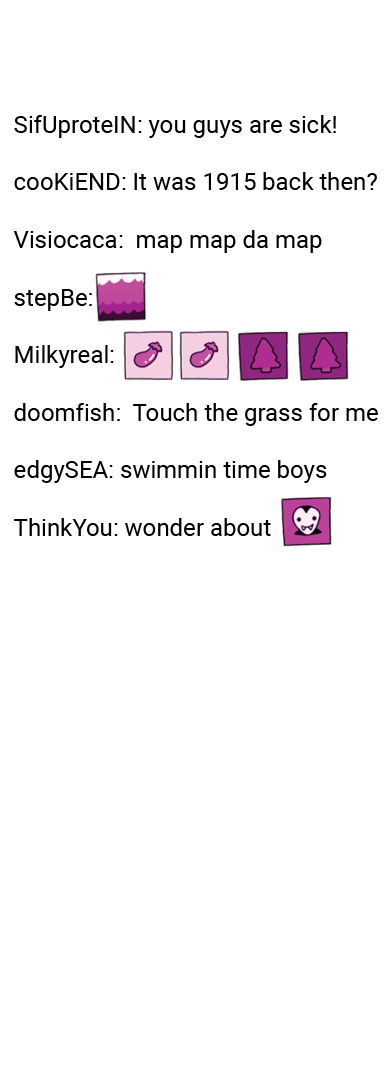 SifUproteIN: you guys are sick!
cooKiEND: It was 1915 back then?
Visiocaca: map map da map
stepBe:
Milkyreal:
doomfish: Touch the grass for me
edgySEA: swimmin time boys
ThinkYou: wonder about